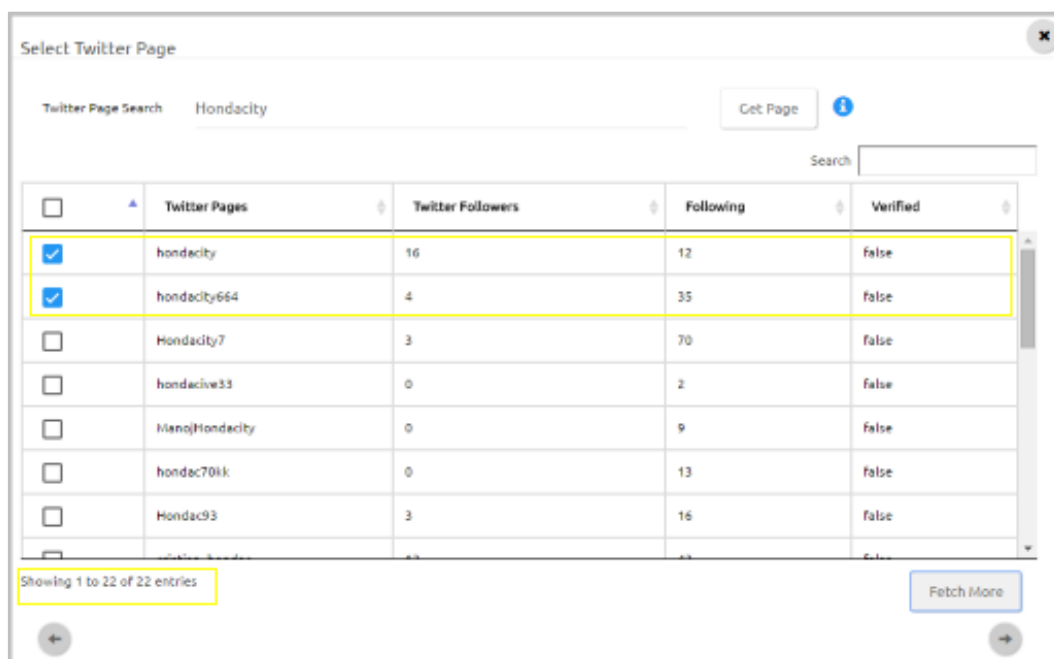 Select Twitter Page
Twitter Page Search Hondacity Get Page
Search
Twitter Pages Twitter Followers Following Verified
hondacity 16 12 false
hondacity664 4 35 false
Hondacity7 3 70 false
hondacive33 0 2 false
ManojHondacity 0 9 false
hondac70kk 0 13 false
Hondac93 3 16 false
Showing 1 to 22 of 22 entries
Fetch More